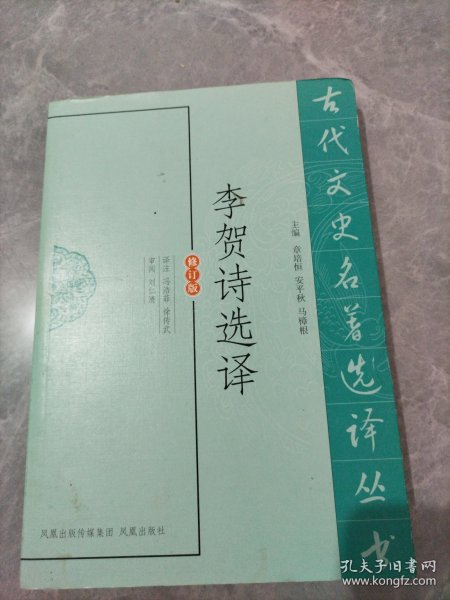 古代文史名著选译丛书
主编 章培恒 安平秋 马樟根
李贺诗选译
修订版
译注 冯浩菲 徐传武
审阅 刘仁清
凤凰出版传媒集团 凤凰出版社
孔夫子旧书网
www.kongfz.com